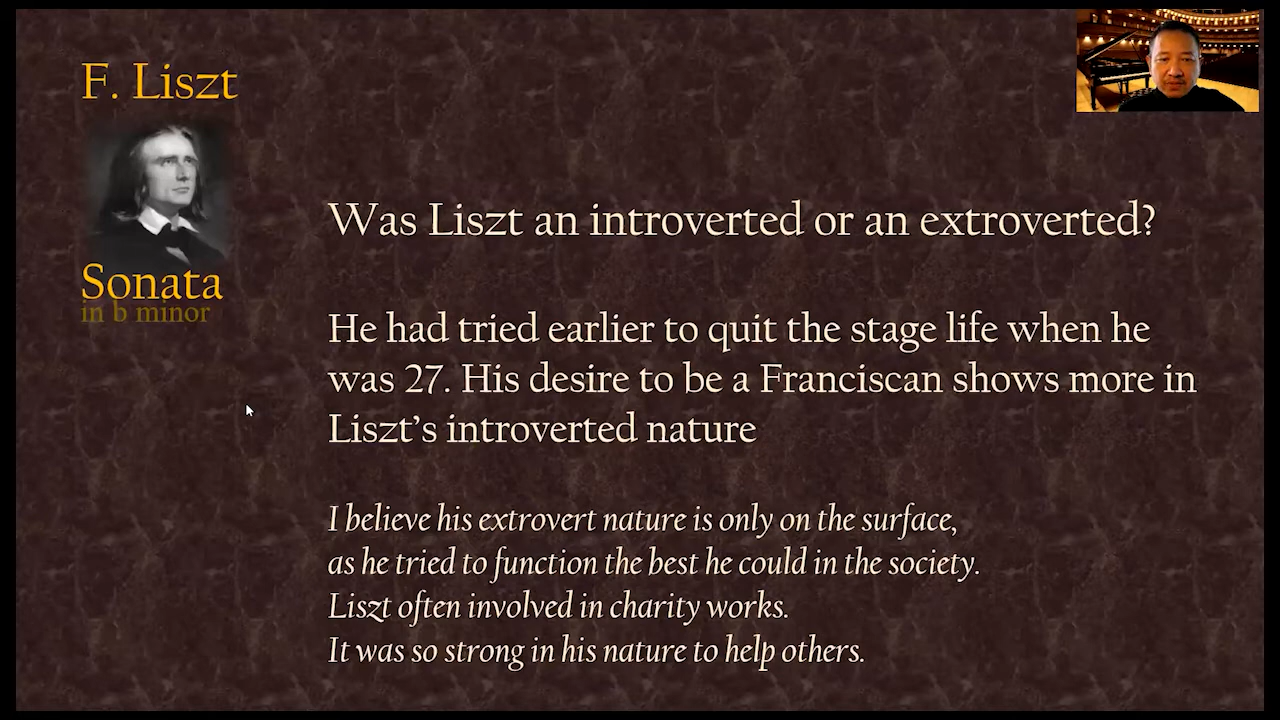 F. Liszt
Sonata
in b minor
Was Liszt an introverted or an extroverted?
He had tried earlier to quit the stage life when he
was 27. His desire to be a Franciscan shows more in
Liszt's introverted nature
I believe his extrovert nature is only on the surface,
as he tried to function the best he could in the society.
Liszt often involved in charity works.
It was so strong in his nature to help others.